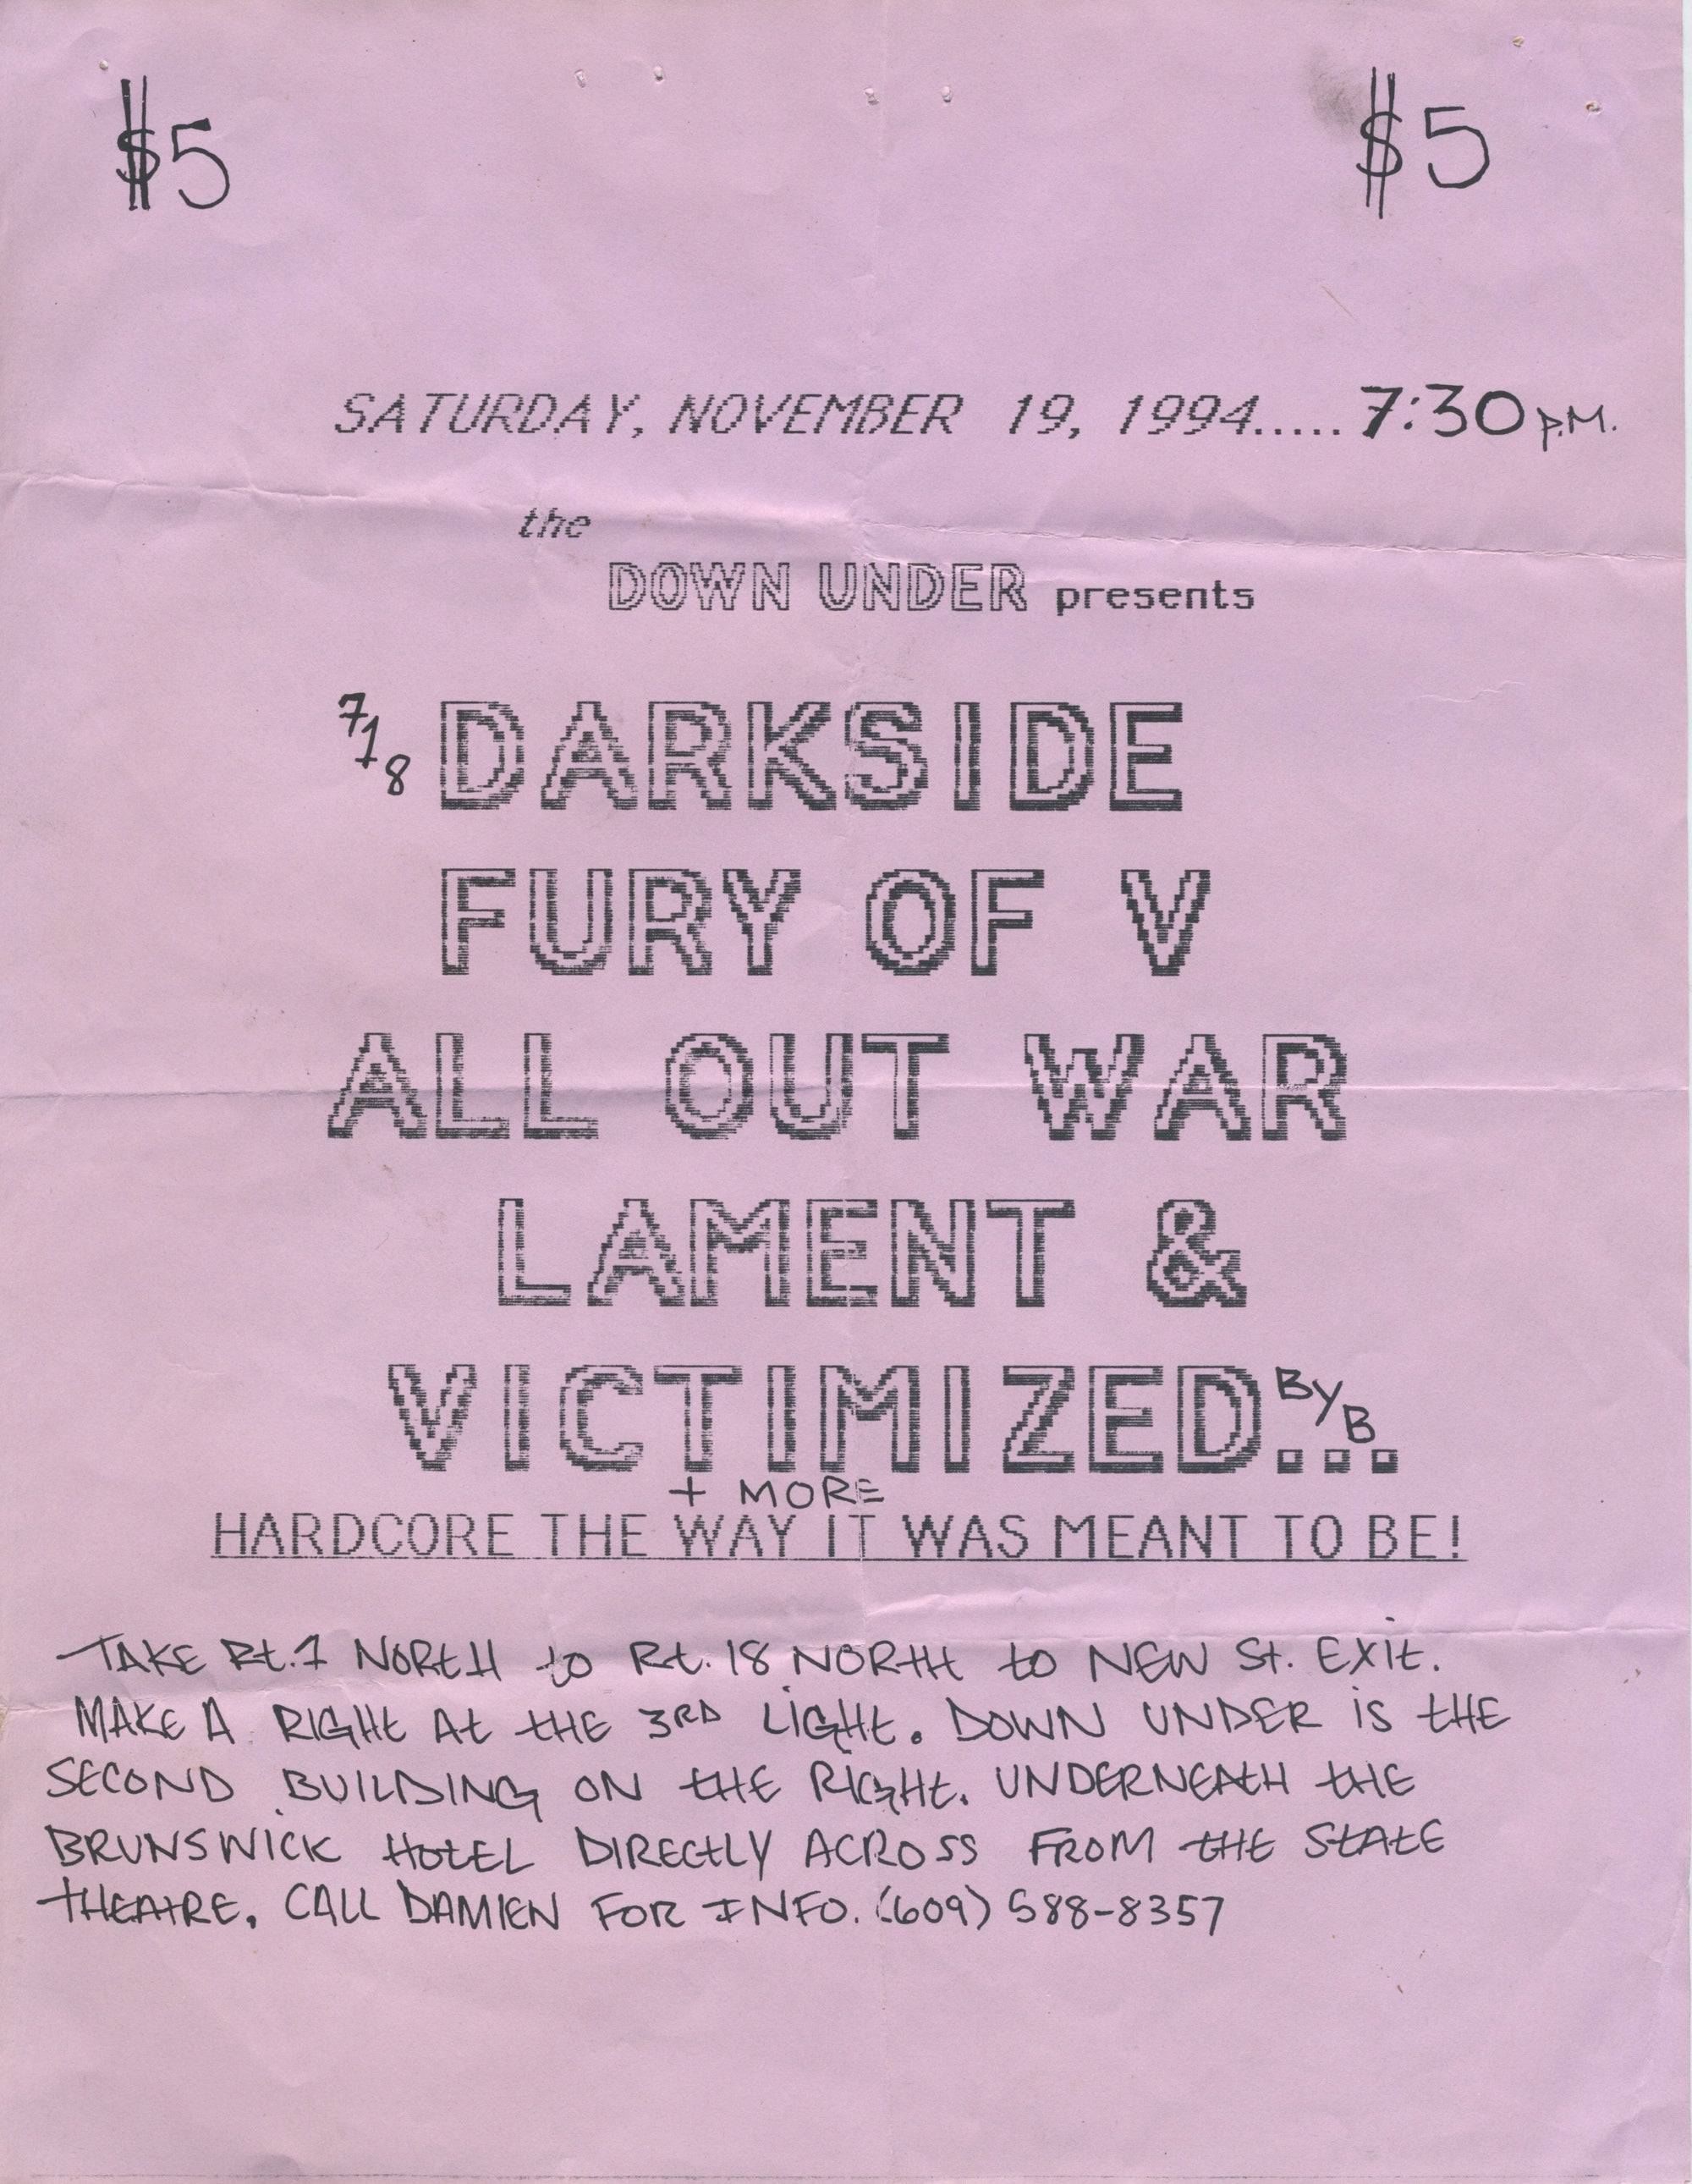 $5 $5
SATURDAY, NOVEMBER 19, 1994..... 7:30 P.M.
the
DOWN UNDER presents
718 DARKSIDE
FURY OF V
ALL OUT WAR
LAMENT &
VICTIMIZED... By B
+ MORE
HARDCORE THE WAY IT WAS MEANT TO BE!
TAKE Rt. 1 NORTH to Rt. 18 NORTH to NEW St. EXit.
MAKE A RIGHt At tHE 3RD LiGHt. DOWN UNDER iS tHE
SECOND BUILDING ON tHE RIGHt. UNDERNEAtH tHE
BRUNSWICK HOtEL DIRECtLY ACROSS FROM tHE StAtE
tHEAtRE. CALL DAMIEN FOR INFO. (609) 588-8357